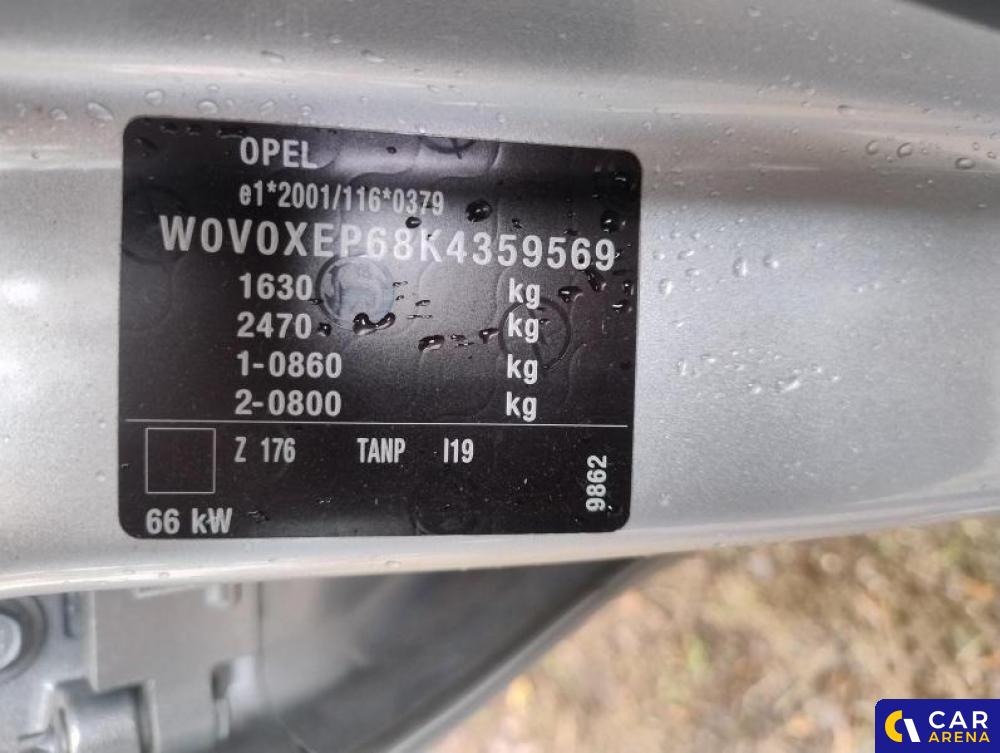 OPEL
e1*2001/116*0379
W0V0XEP68K4359569
1630 kg
2470 kg
1-0860 kg
2-0800 kg
Z 176 TANP I19
9862
66 kW
CAR
ARENA